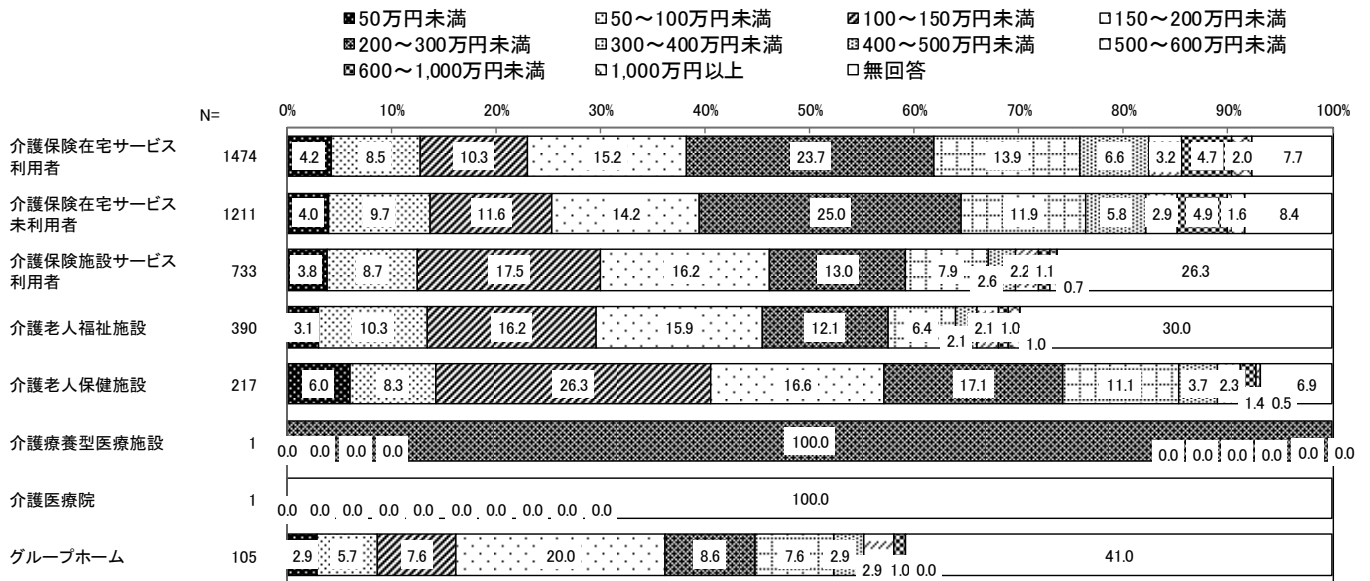 ■50万円未満 □50～100万円未満 ■100～150万円未満 □150～200万円未満
■200～300万円未満 □300～400万円未満 □400～500万円未満 □500～600万円未満
■600～1,000万円未満 □1,000万円以上 □無回答
N= 0% 10% 20% 30% 40% 50% 60% 70% 80% 90% 100%
介護保険在宅サービス
利用者 1474 4.2 8.5 10.3 15.2 23.7 13.9 6.6 3.2 4.7 2.0 7.7
介護保険在宅サービス
未利用者 1211 4.0 9.7 11.6 14.2 25.0 11.9 5.8 2.9 4.9 1.6 8.4
介護保険施設サービス
利用者 733 3.8 8.7 17.5 16.2 13.0 7.9 2.6 2.2 1.1 0.7 26.3
介護老人福祉施設 390 3.1 10.3 16.2 15.9 12.1 6.4 2.1 2.1 1.0 1.0 30.0
介護老人保健施設 217 6.0 8.3 26.3 16.6 17.1 11.1 3.7 2.3 1.4 0.5 6.9
介護療養型医療施設 1 100.0
0.0 0.0 0.0 0.0 0.0 0.0 0.0 0.0 0.0 0.0
介護医療院 1 100.0
0.0 0.0 0.0 0.0 0.0 0.0 0.0 0.0 0.0 0.0
グループホーム 105 2.9 5.7 7.6 20.0 8.6 7.6 2.9 2.9 1.0 0.0 41.0